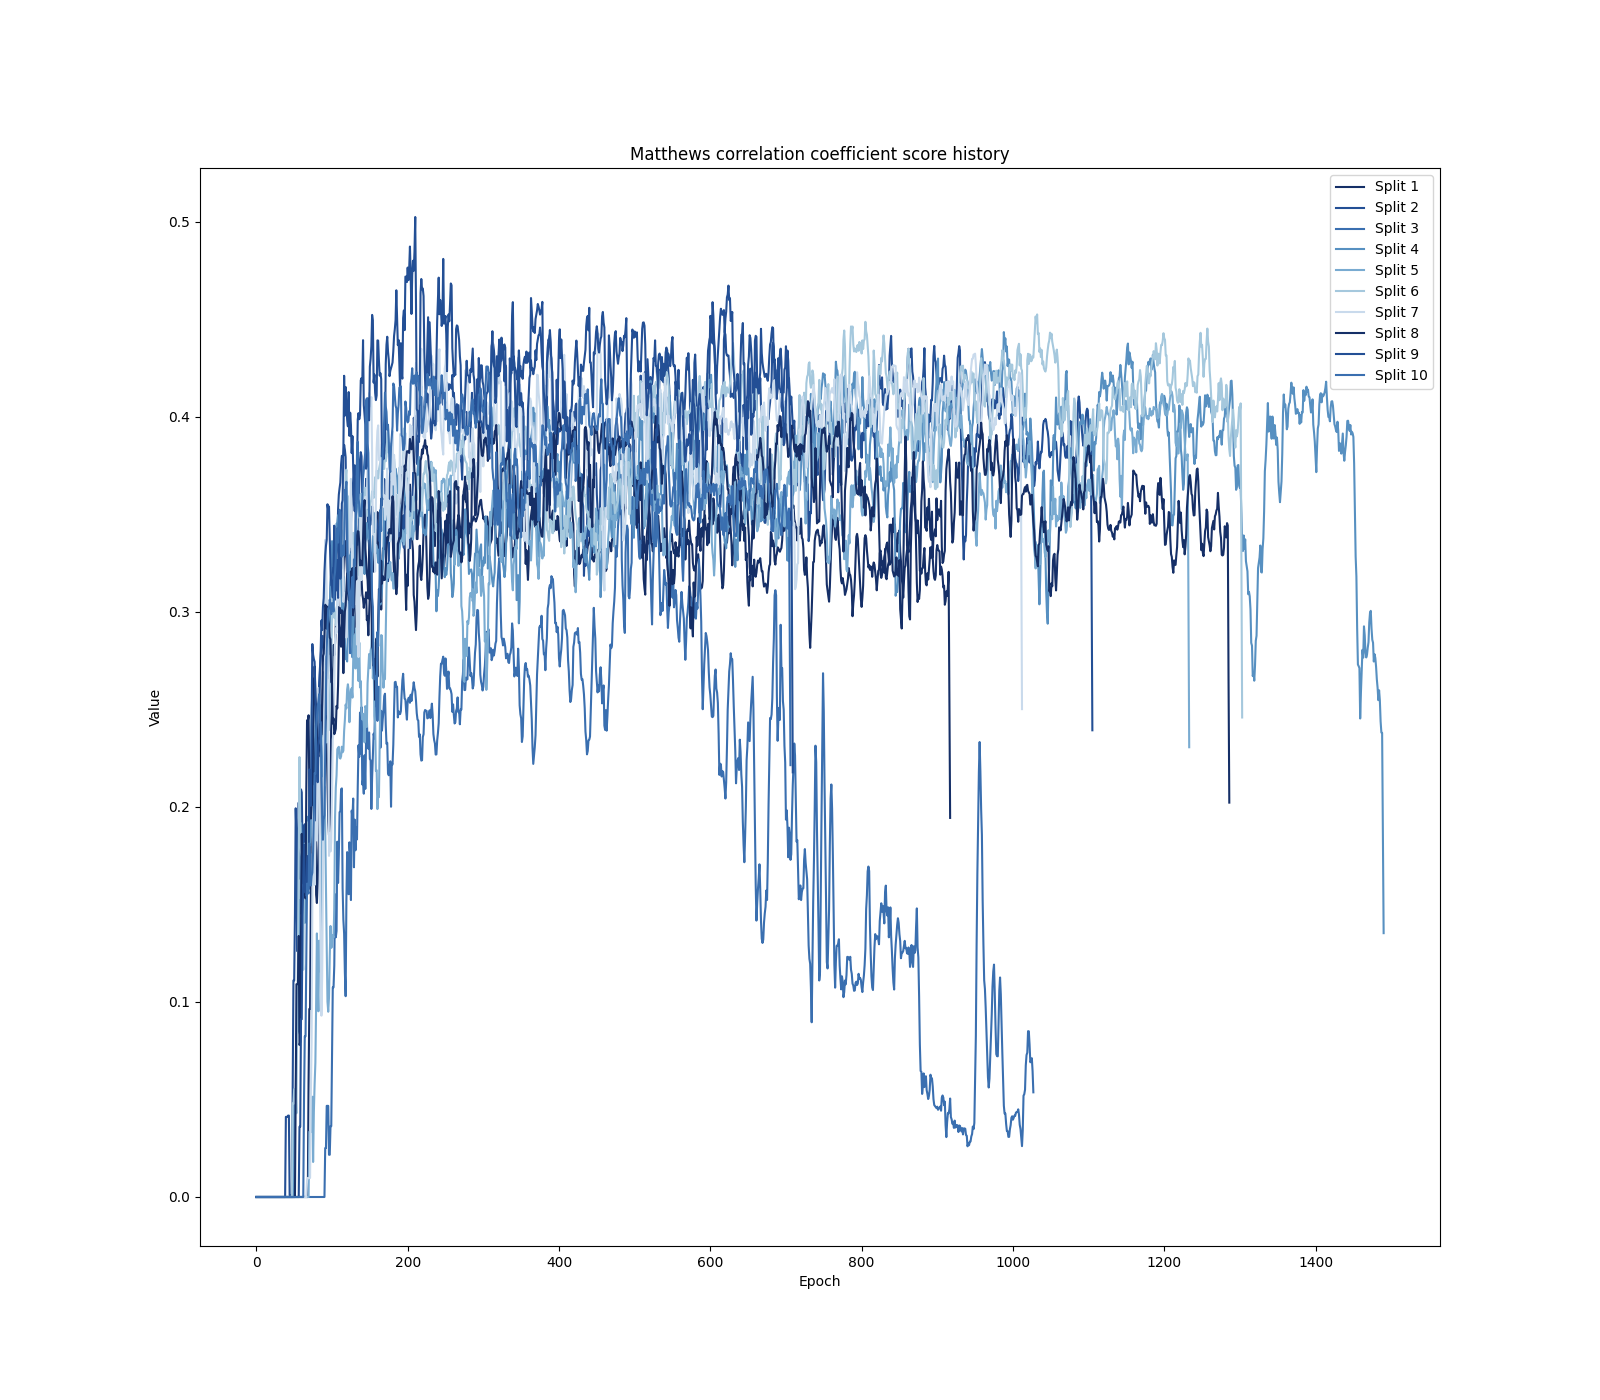 Matthews correlation coefficient score history
Split 1
Split 2
Split 3
Split 4
Split 5
Split 6
Split 7
Split 8
Split 9
Split 10
0.5
0.4
0.3
0.2
0.1
0.0
Value
0 200 400 600 800 1000 1200 1400
Epoch